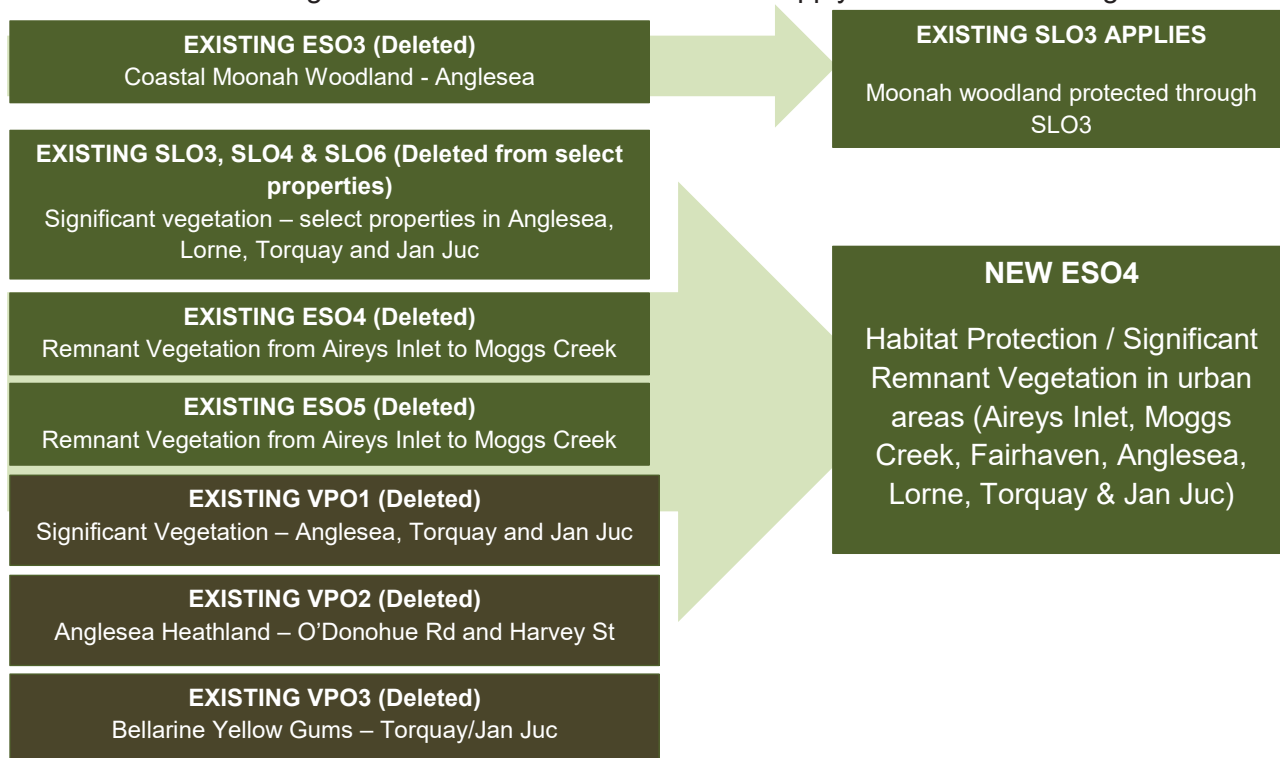 EXISTING ESO3 (Deleted)
Coastal Moonah Woodland - Anglesea
EXISTING SLO3 APPLIES
Moonah woodland protected through
SLO3
EXISTING SLO3, SLO4 & SLO6 (Deleted from select
properties)
Significant vegetation – select properties in Anglesea,
Lorne, Torquay and Jan Juc
EXISTING ESO4 (Deleted)
Remnant Vegetation from Aireys Inlet to Moggs Creek
EXISTING ESO5 (Deleted)
Remnant Vegetation from Aireys Inlet to Moggs Creek
EXISTING VPO1 (Deleted)
Significant Vegetation – Anglesea, Torquay and Jan Juc
EXISTING VPO2 (Deleted)
Anglesea Heathland – O’Donohue Rd and Harvey St
EXISTING VPO3 (Deleted)
Bellarine Yellow Gums – Torquay/Jan Juc
NEW ESO4
Habitat Protection / Significant
Remnant Vegetation in urban
areas (Aireys Inlet, Moggs
Creek, Fairhaven, Anglesea,
Lorne, Torquay & Jan Juc)